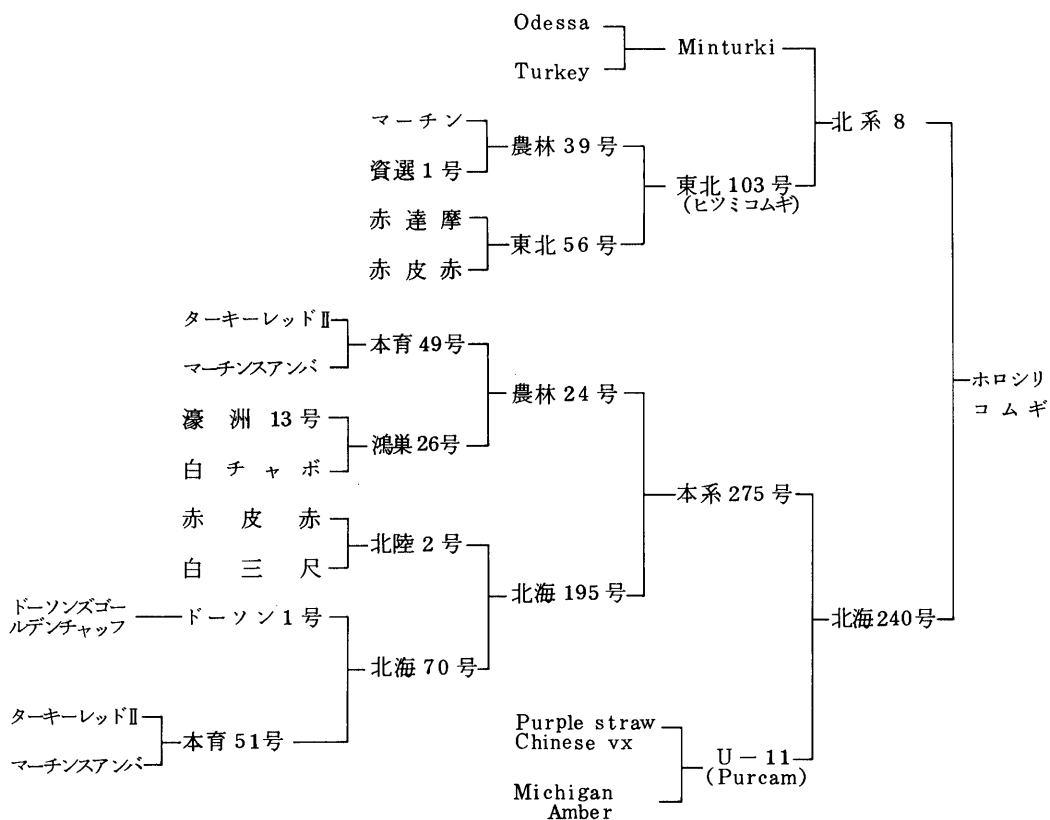 Odessa
Minturki
Turkey
マーチン
北系 8
農林 39 号
資選 1 号
東北 103 号
(ヒツミコムギ)
赤達摩
東北 56 号
赤皮赤
ターキーレッドⅡ
本育 49号
マーチンスアンバ
ホロシリ
コムギ
農林 24 号
濠洲 13 号
鴻巣 26号
白チャボ
本系 275 号
赤皮赤
北陸 2 号
白三尺
北海 195 号
ドーソンズゴー
ルデンチャッフ
ドーソン 1 号
北海 240 号
北海 70 号
ターキーレッドⅡ
本育 51号
マーチンスアンバ
Purple straw
Chinese vx
U－11
(Purcam)
Michigan
Amber